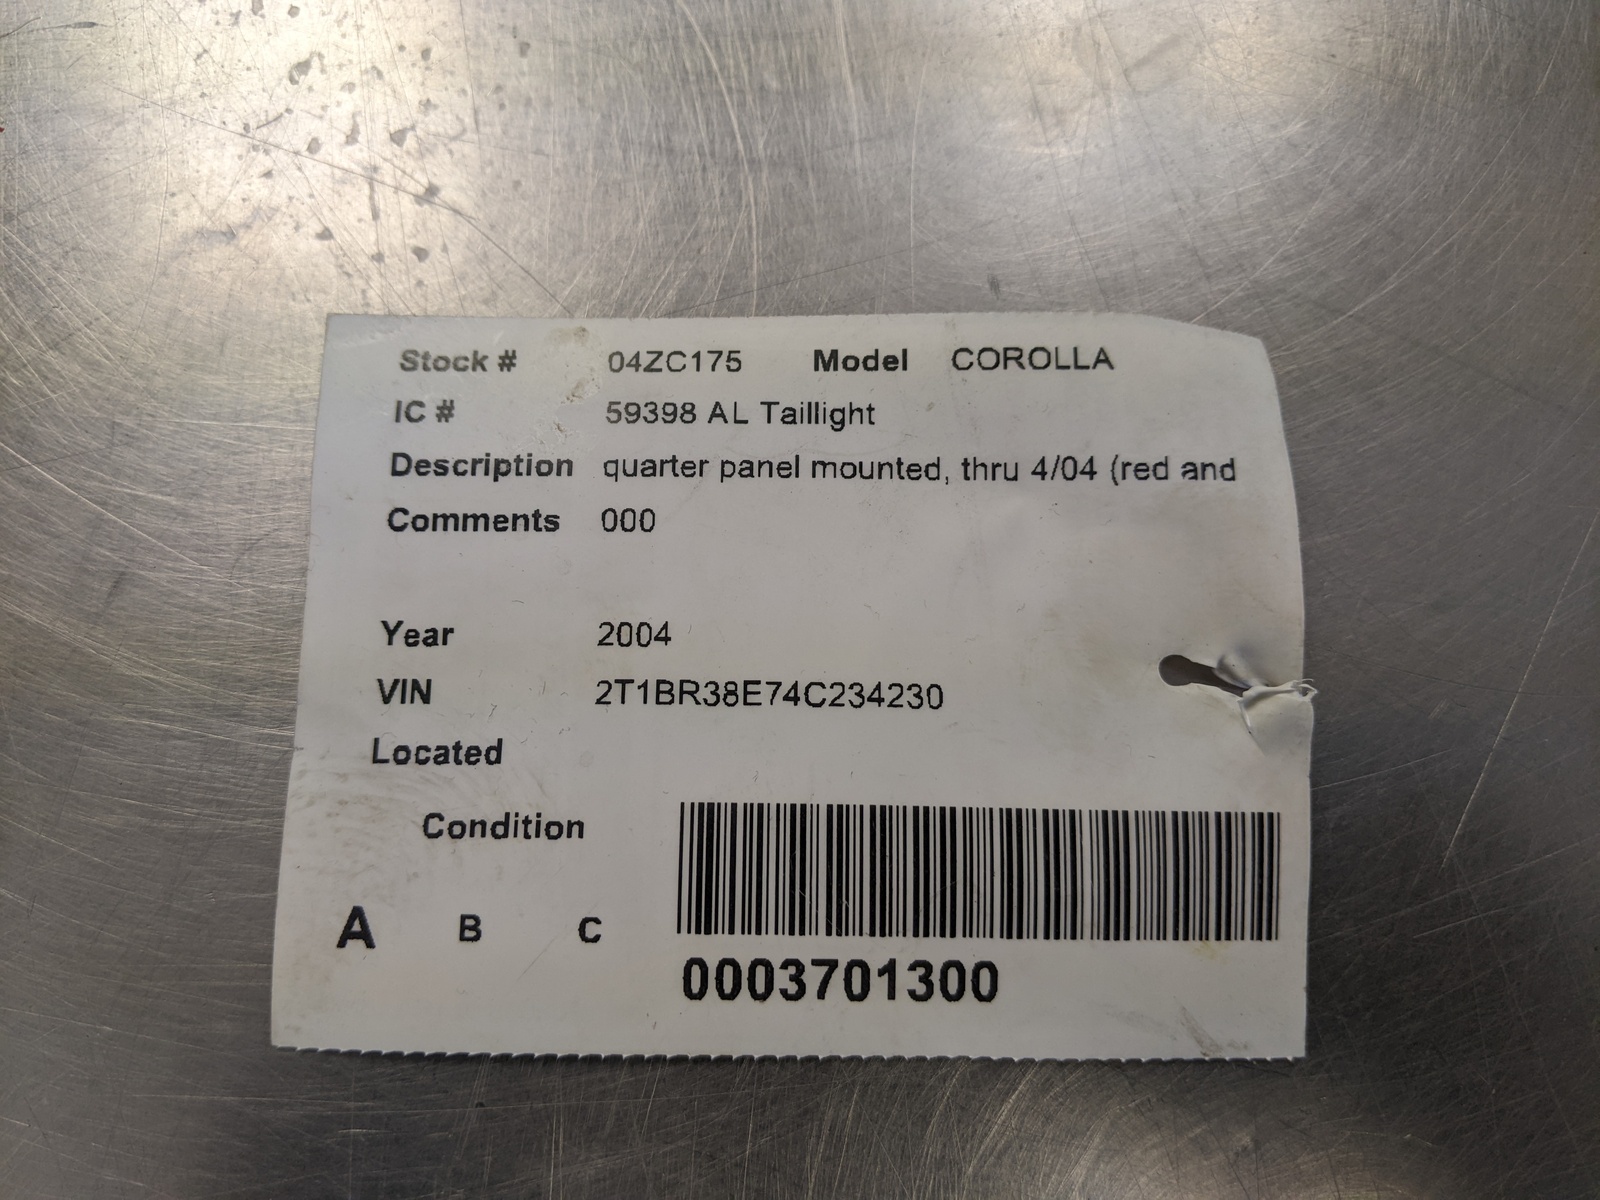 Stock # 04ZC175 Model COROLLA
IC # 59398 AL Taillight
Description quarter panel mounted, thru 4/04 (red and
Comments 000
Year 2004
VIN 2T1BR38E74C234230
Located
Condition
A B C
0003701300